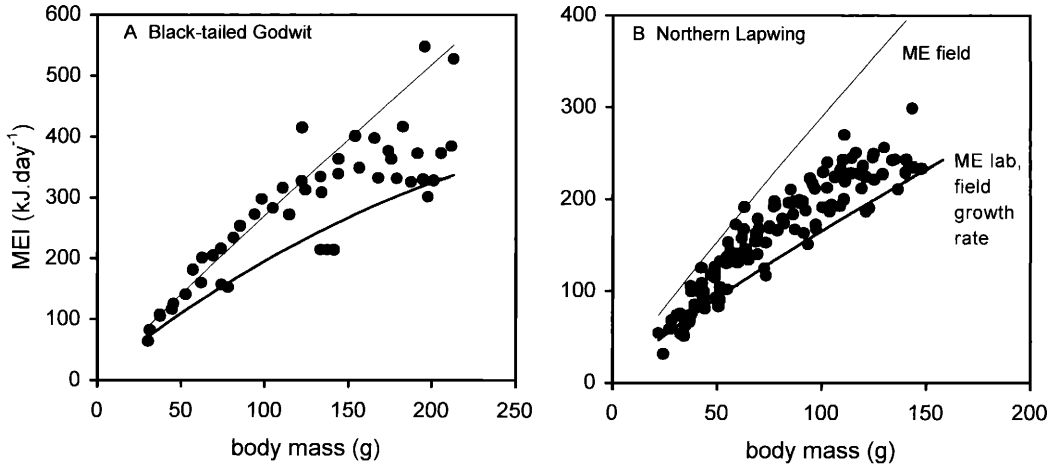 A Black-tailed Godwit
MEI (kJ.day-1)
600
500
400
300
200
100
0
0 50 100 150 200 250
body mass (g)
B Northern Lapwing
ME field
ME lab,
field
growth
rate
400
300
200
100
0
0 50 100 150 200
body mass (g)